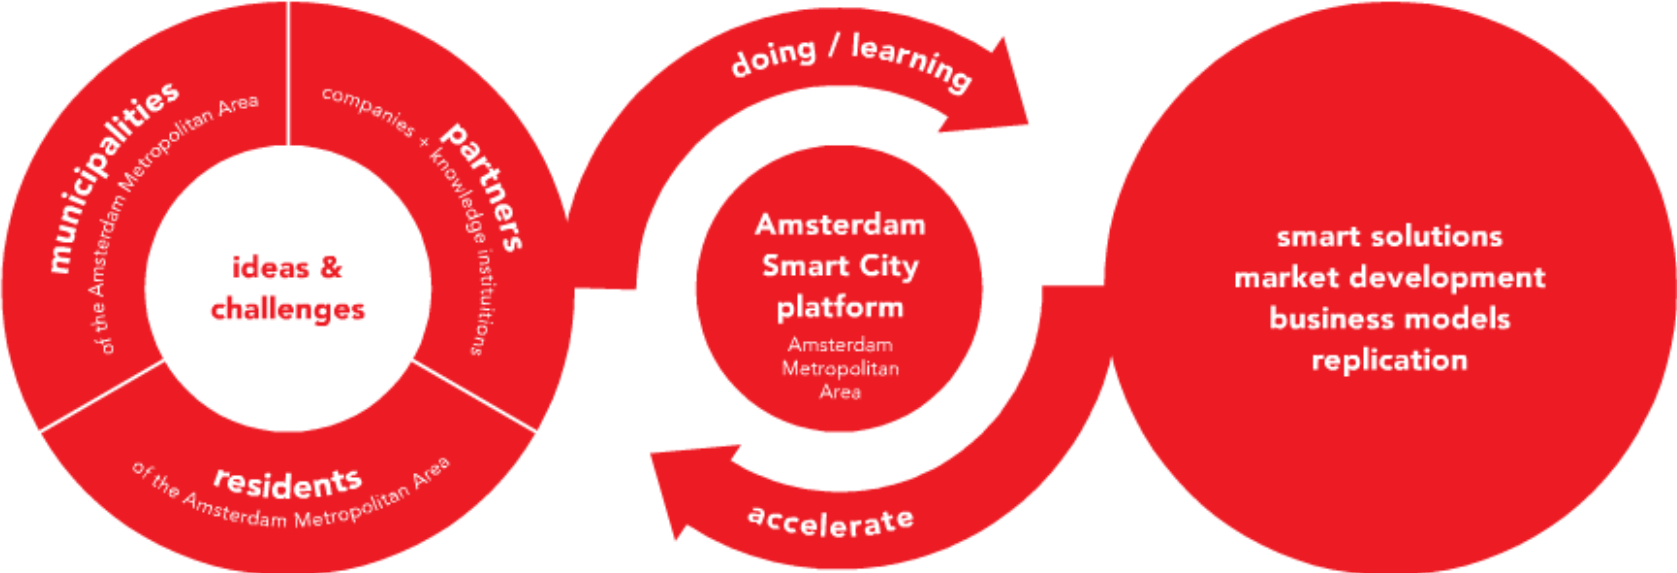 municipalities
of the Amsterdam Metropolitan Area
partners
companies + knowledge instituitions
ideas &
challenges
residents
of the Amsterdam Metropolitan Area
doing / learning
Amsterdam
Smart City
platform
Amsterdam
Metropolitan
Area
accelerate
smart solutions
market development
business models
replication